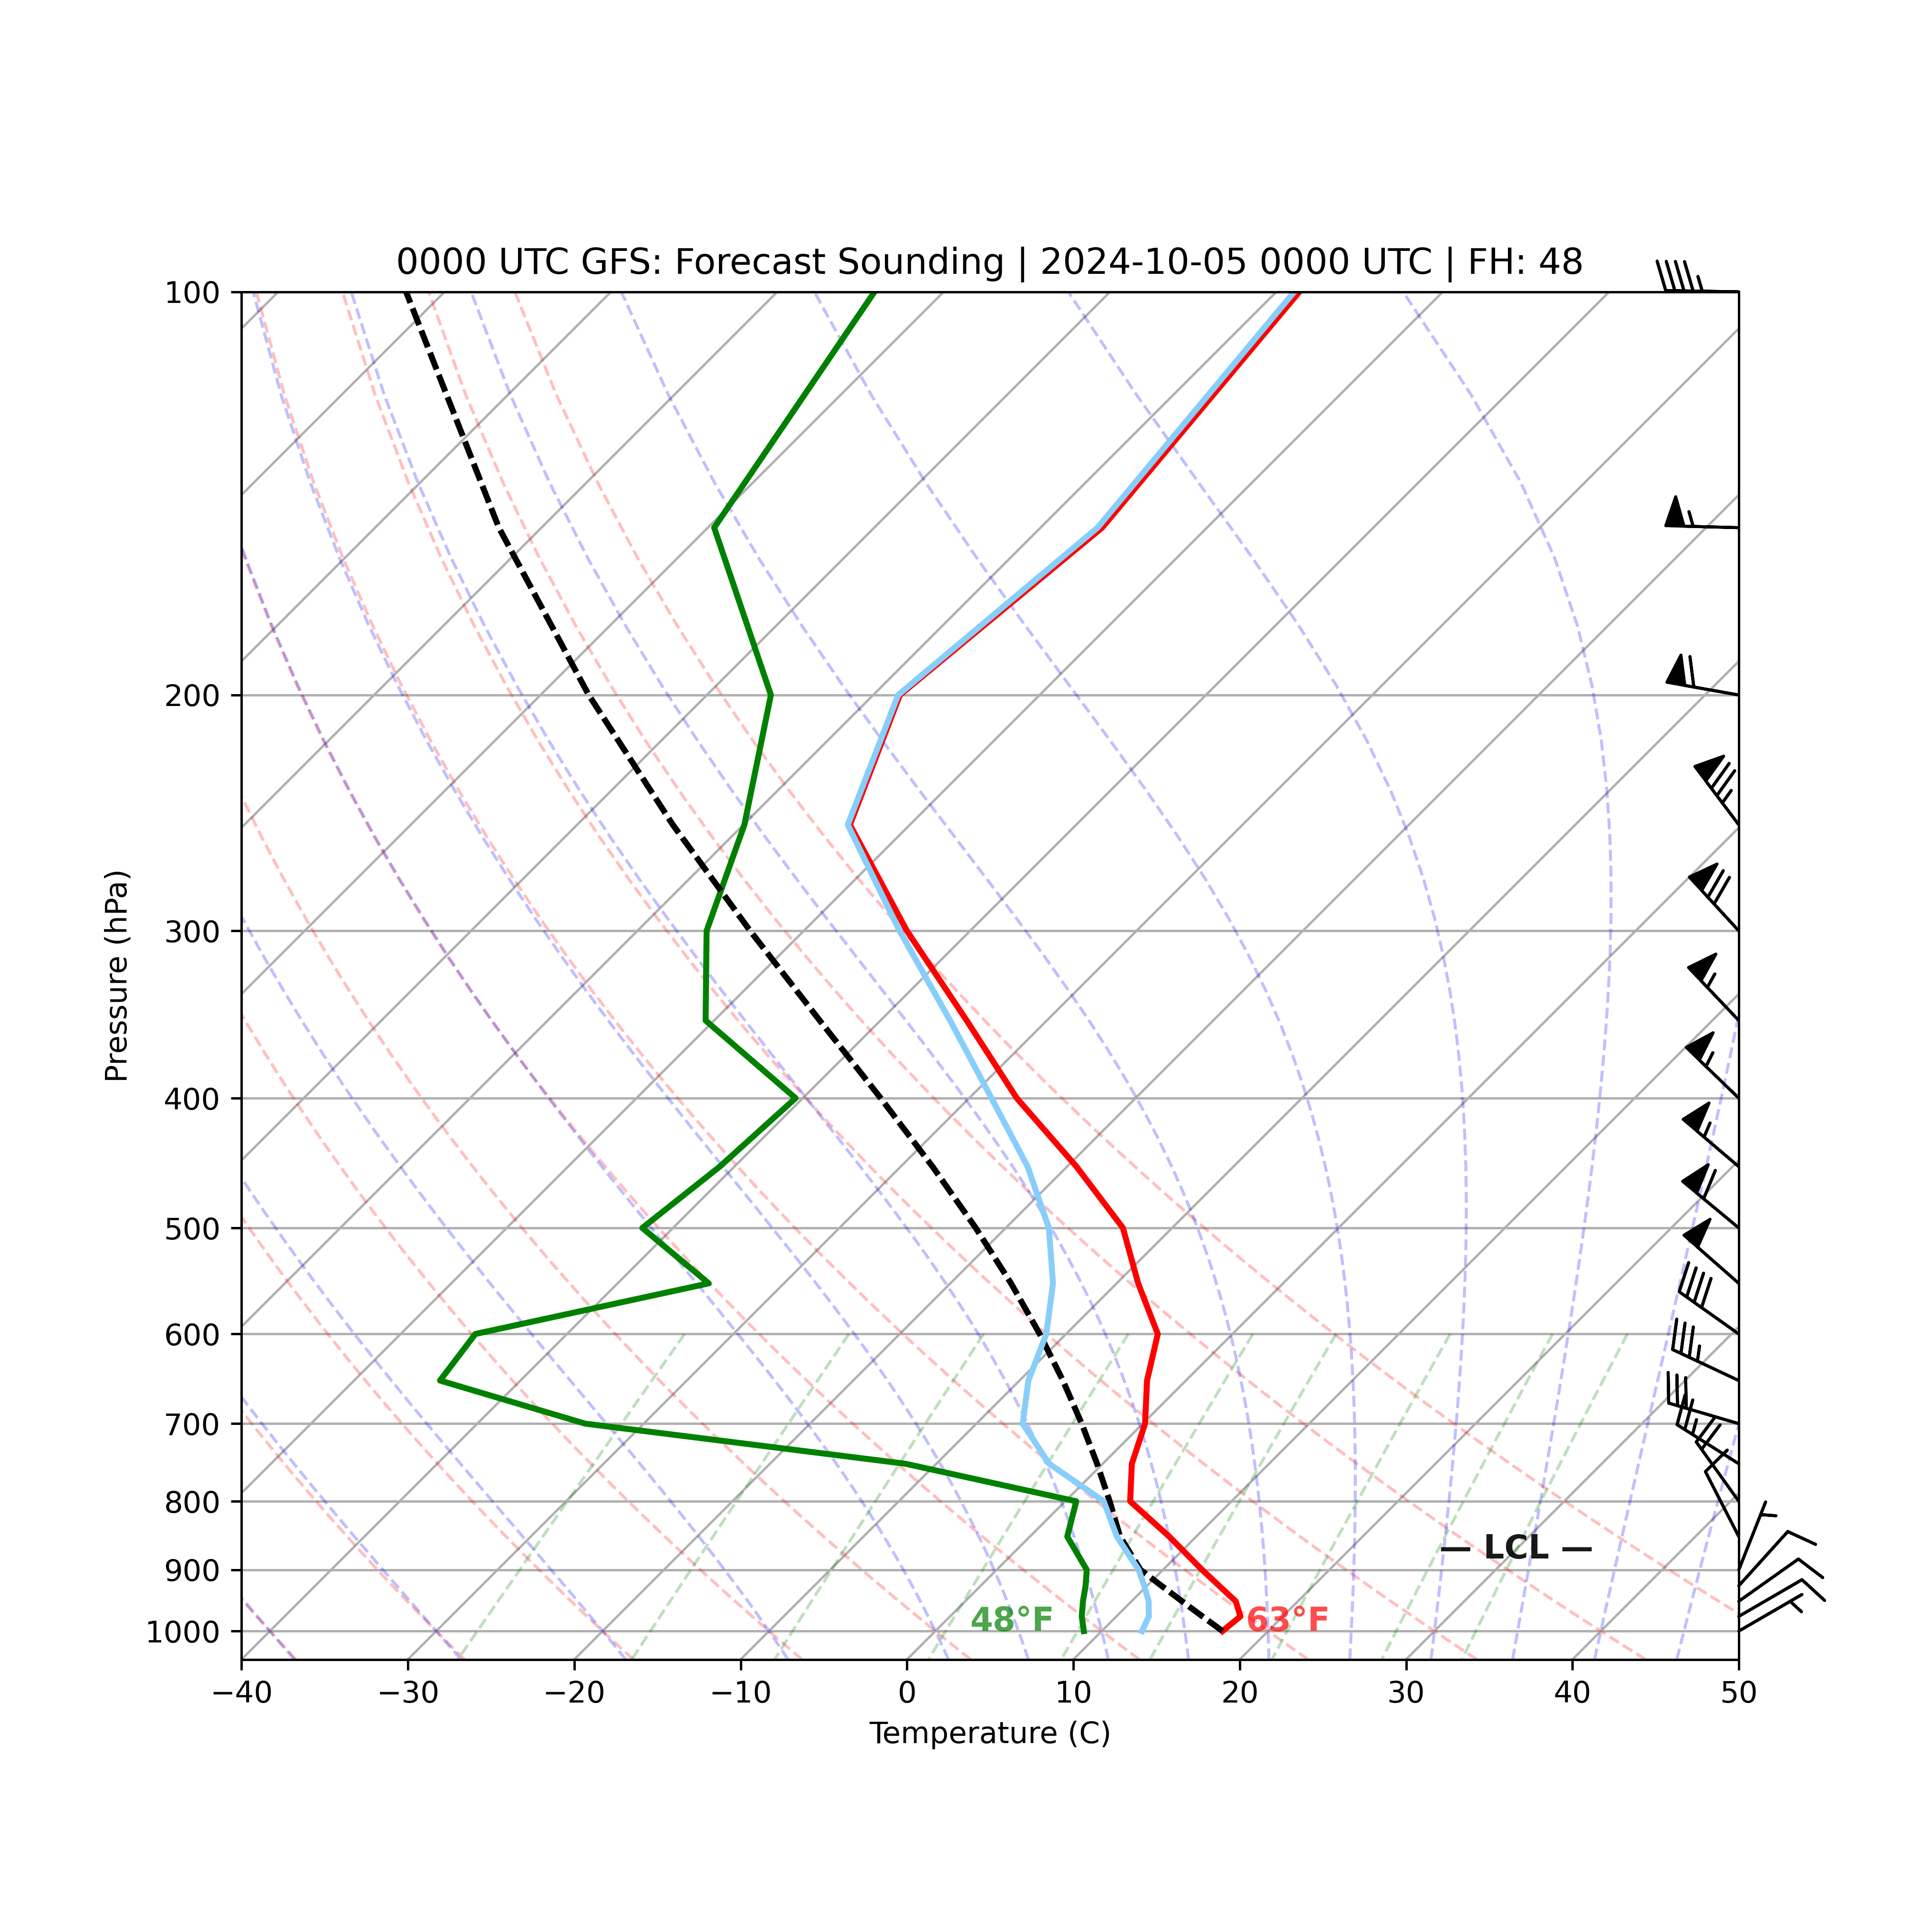 0000 UTC GFS: Forecast Sounding | 2024-10-05 0000 UTC | FH: 48
100
200
300
400
500
600
700
800
900
1000
Pressure (hPa)
— LCL —
48°F
63°F
−40 −30 −20 −10 0 10 20 30 40 50
Temperature (C)